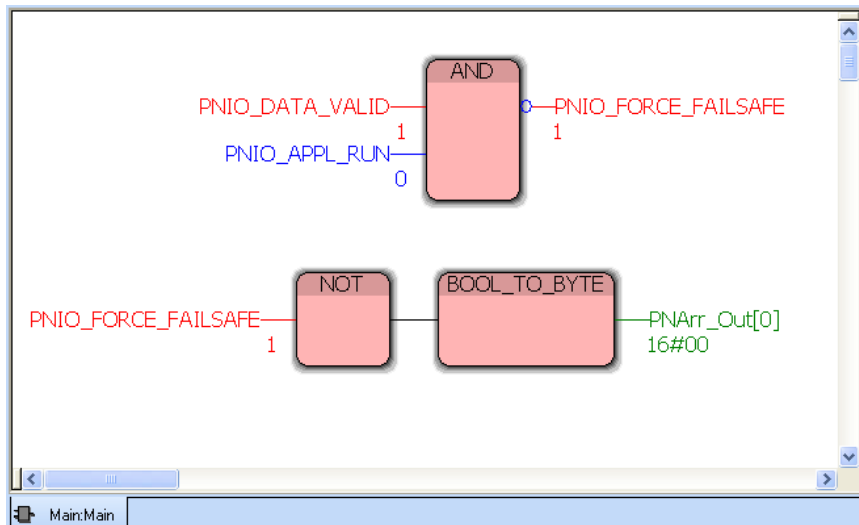 AND
PNIO_DATA_VALID
PNIO_FORCE_FAILSAFE
1
1
PNIO_APPL_RUN
0
NOT
BOOL_TO_BYTE
PNIO_FORCE_FAILSAFE
PNArr_Out[0]
1
16#00
Main:Main